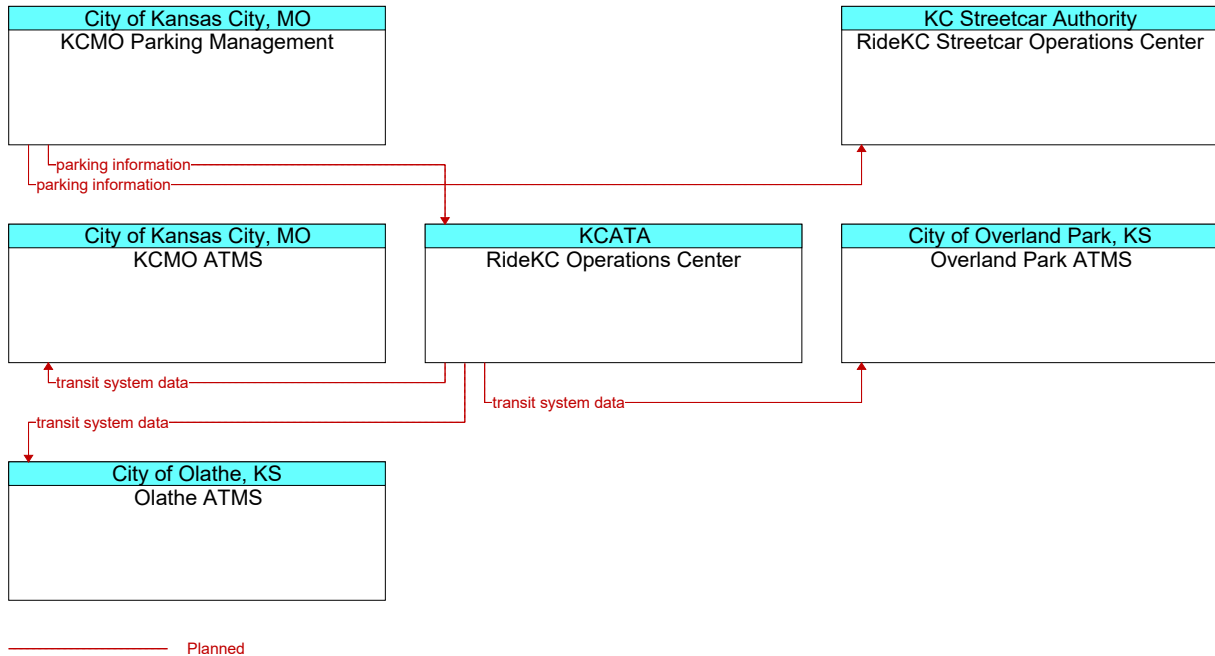 City of Kansas City, MO
KCMO Parking Management
KC Streetcar Authority
RideKC Streetcar Operations Center
parking information
parking information
City of Kansas City, MO
KCMO ATMS
KCATA
RideKC Operations Center
City of Overland Park, KS
Overland Park ATMS
transit system data
transit system data
transit system data
City of Olathe, KS
Olathe ATMS
Planned